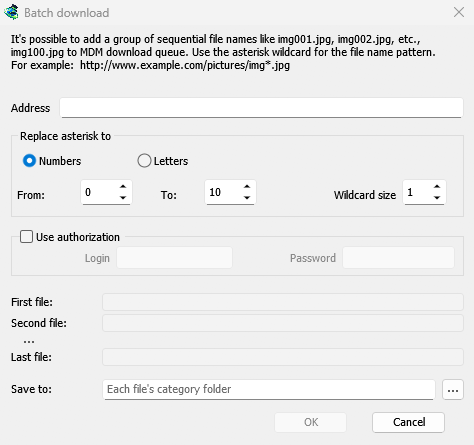 Batch download
It's possible to add a group of sequential file names like img001.jpg, img002.jpg, etc.,
img100.jpg to MDM download queue. Use the asterisk wildcard for the file name pattern.
For example:  http://www.example.com/pictures/img*.jpg
Address
Replace asterisk to
Numbers
Letters
From: 0 To: 10 Wildcard size 1
Use authorization
Login
Password
First file:
Second file:
...
Last file:
Save to: Each file's category folder ...
OK Cancel